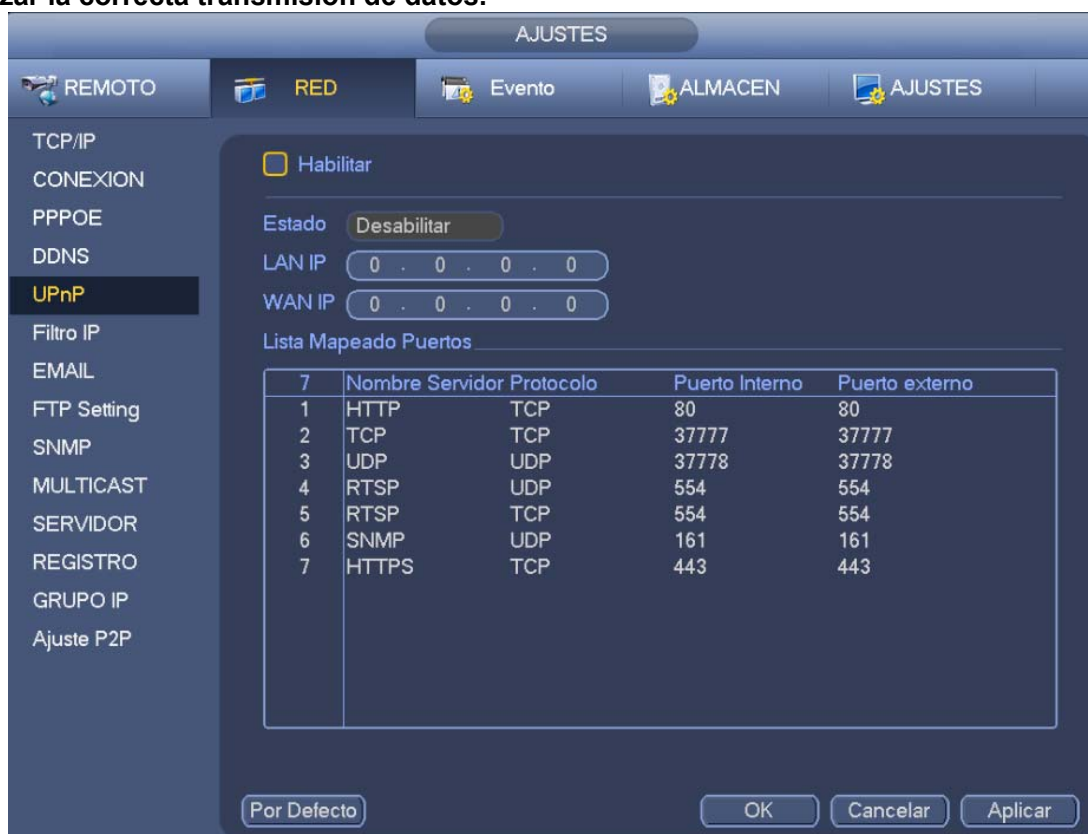 zar la correcta transmisión de datos.
AJUSTES
REMOTO RED Evento ALMACEN AJUSTES
TCP/IP
CONEXION
PPPOE
DDNS
UPnP
Filtro IP
EMAIL
FTP Setting
SNMP
MULTICAST
SERVIDOR
REGISTRO
GRUPO IP
Ajuste P2P
Habilitar
Estado Desabilitar
LAN IP 0 . 0 . 0 . 0
WAN IP 0 . 0 . 0 . 0
Lista Mapeado Puertos
7 Nombre Servidor Protocolo Puerto Interno Puerto externo
1 HTTP TCP 80 80
2 TCP TCP 37777 37777
3 UDP UDP 37778 37778
4 RTSP UDP 554 554
5 RTSP TCP 554 554
6 SNMP UDP 161 161
7 HTTPS TCP 443 443
Por Defecto OK Cancelar Aplicar